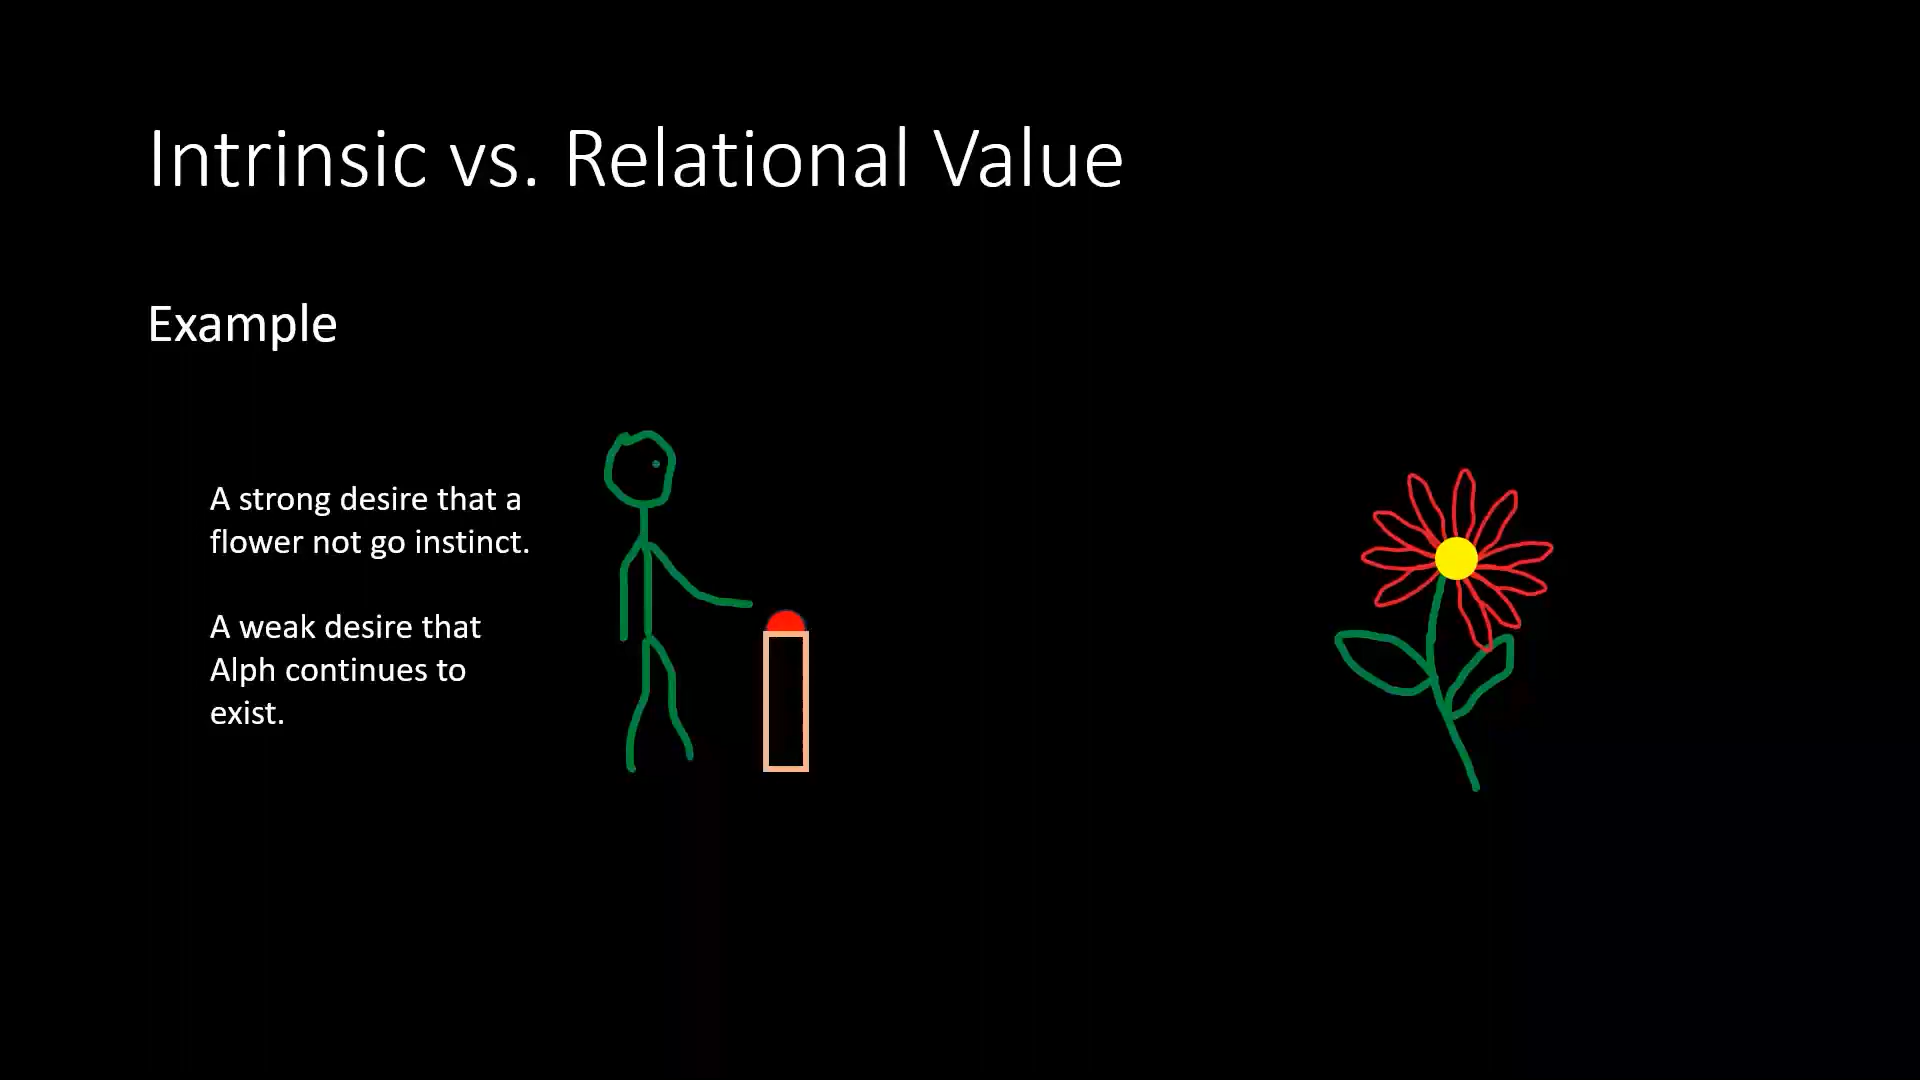 Intrinsic vs. Relational Value
Example
A strong desire that a
flower not go instinct.
A weak desire that
Alph continues to
exist.